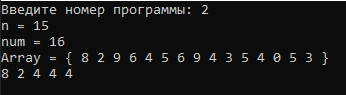 Введите номер программы: 2
n = 15
num = 16
Array = { 8 2 9 6 4 5 6 9 4 3 5 4 0 5 3 }
8 2 4 4 4